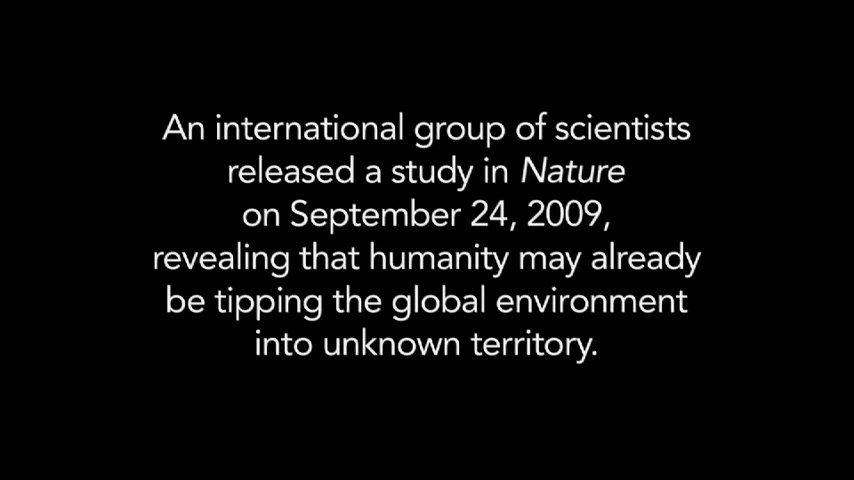 An international group of scientists
released a study in Nature
on September 24, 2009,
revealing that humanity may already
be tipping the global environment
into unknown territory.